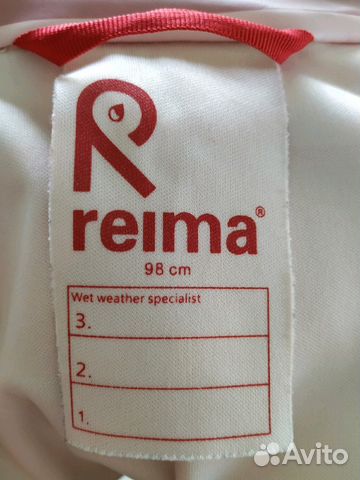 reima®
98 cm
Wet weather specialist
3.
2.
1.
Avito